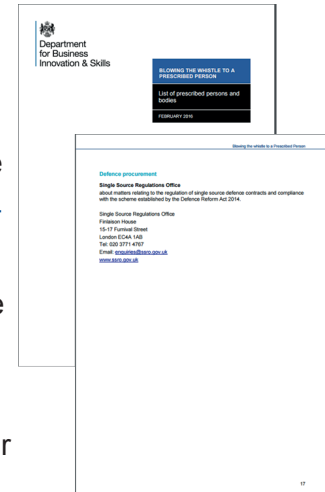 Department
for Business
Innovation & Skills
BLOWING THE WHISTLE TO A
PRESCRIBED PERSON
List of prescribed persons and
bodies
FEBRUARY 2016
Blowing the whistle to a Prescribed Person
Defence procurement
Single Source Regulations Office
about matters relating to the regulation of single source defence contracts and compliance
with the scheme established by the Defence Reform Act 2014.
Single Source Regulations Office
Finlaison House
15-17 Furnival Street
London EC4A 1AB
Tel: 020 3771 4767
Email: enquiries@ssro.gov.uk
www.ssro.gov.uk
17